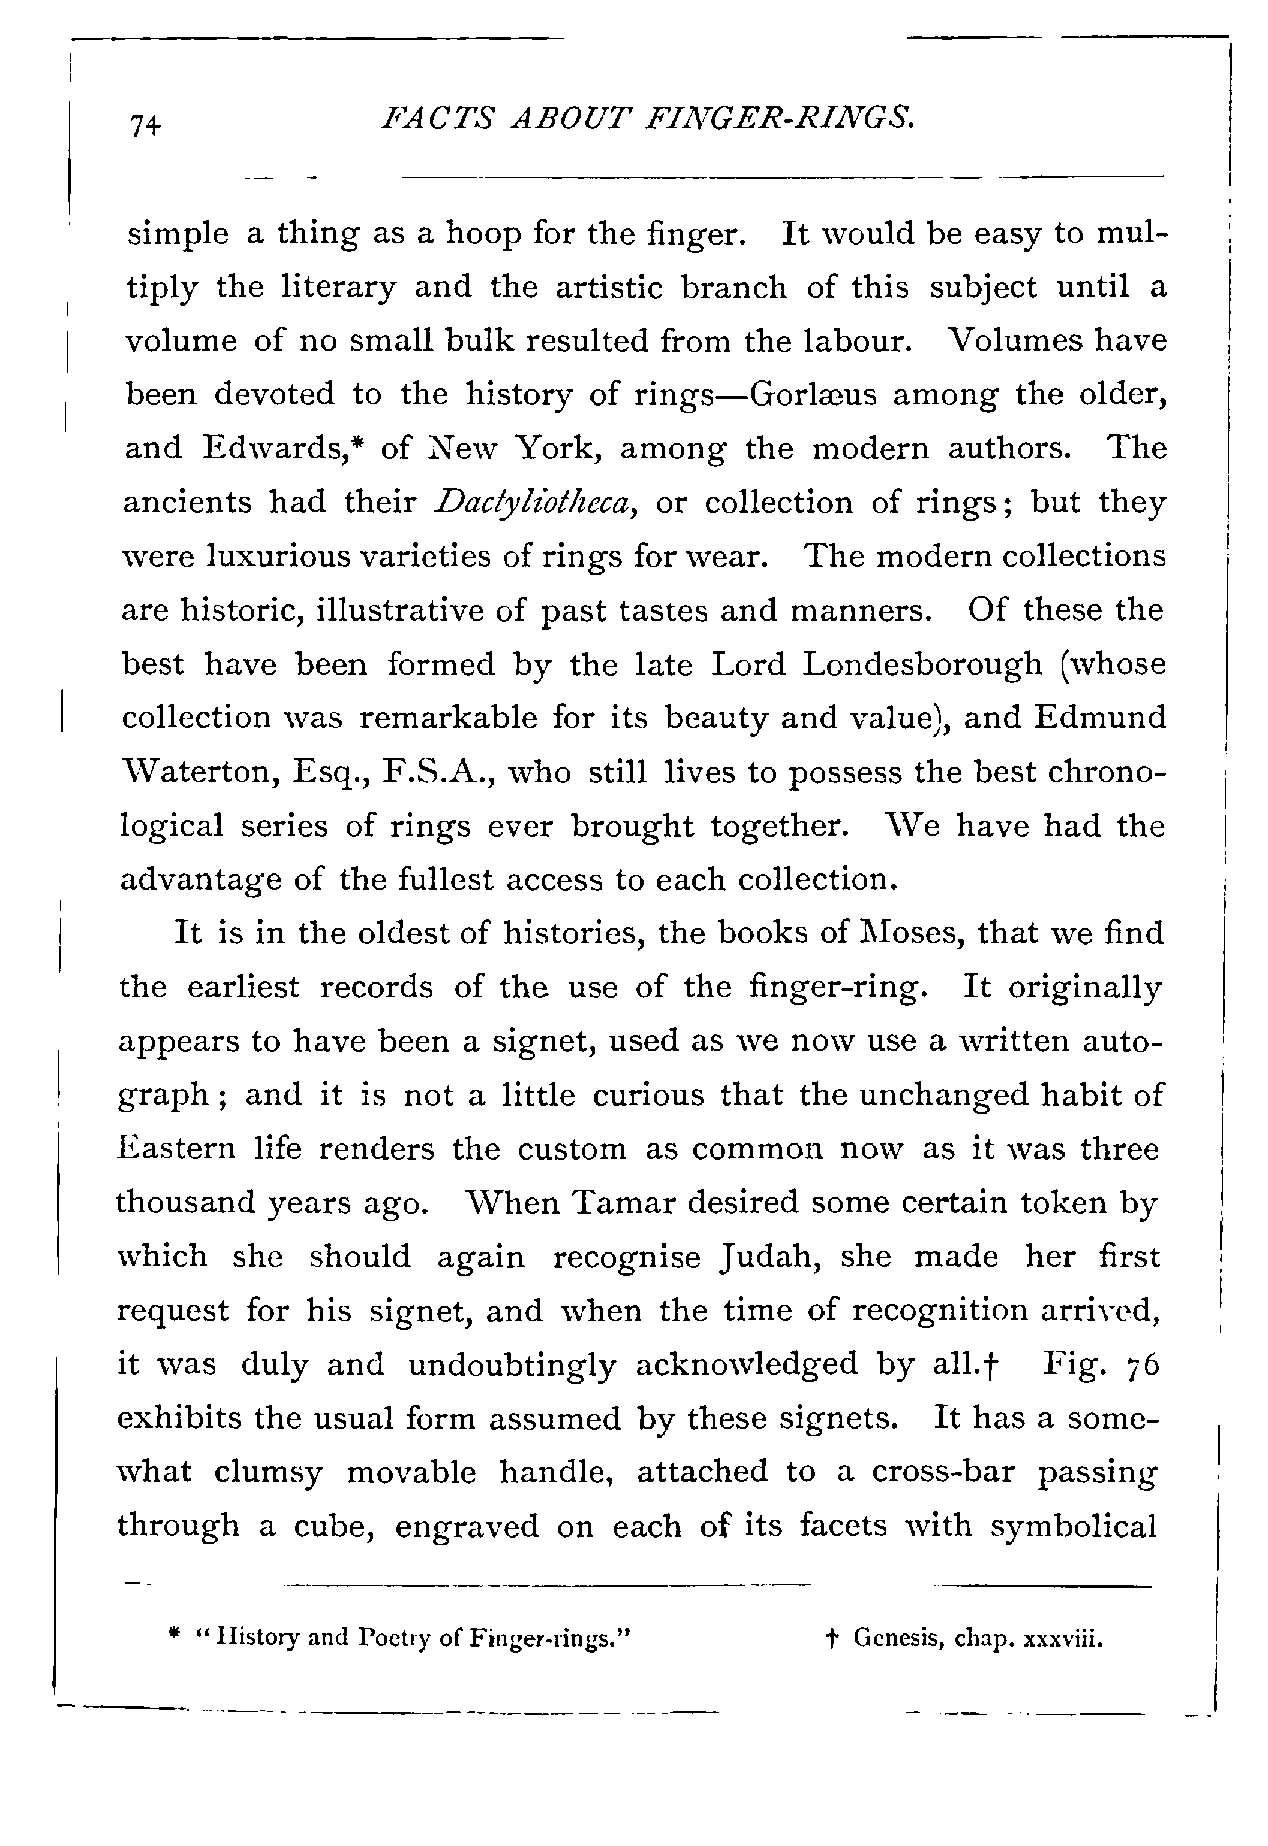 74 FACTS ABOUT FINGER-RINGS.
simple a thing as a hoop for the finger. It would be easy to mul-
tiply the literary and the artistic branch of this subject until a
volume of no small bulk resulted from the labour. Volumes have
been devoted to the history of rings—Gorlæus among the older,
and Edwards,* of New York, among the modern authors. The
ancients had their Dactyliotheca, or collection of rings; but they
were luxurious varieties of rings for wear. The modern collections
are historic, illustrative of past tastes and manners. Of these the
best have been formed by the late Lord Londesborough (whose
collection was remarkable for its beauty and value), and Edmund
Waterton, Esq., F.S.A., who still lives to possess the best chrono-
logical series of rings ever brought together. We have had the
advantage of the fullest access to each collection.
It is in the oldest of histories, the books of Moses, that we find
the earliest records of the use of the finger-ring. It originally
appears to have been a signet, used as we now use a written auto-
graph; and it is not a little curious that the unchanged habit of
Eastern life renders the custom as common now as it was three
thousand years ago. When Tamar desired some certain token by
which she should again recognise Judah, she made her first
request for his signet, and when the time of recognition arrived,
it was duly and undoubtingly acknowledged by all.† Fig. 76
exhibits the usual form assumed by these signets. It has a some-
what clumsy movable handle, attached to a cross-bar passing
through a cube, engraved on each of its facets with symbolical
* "History and Poetry of Finger-rings." † Genesis, chap. xxxviii.